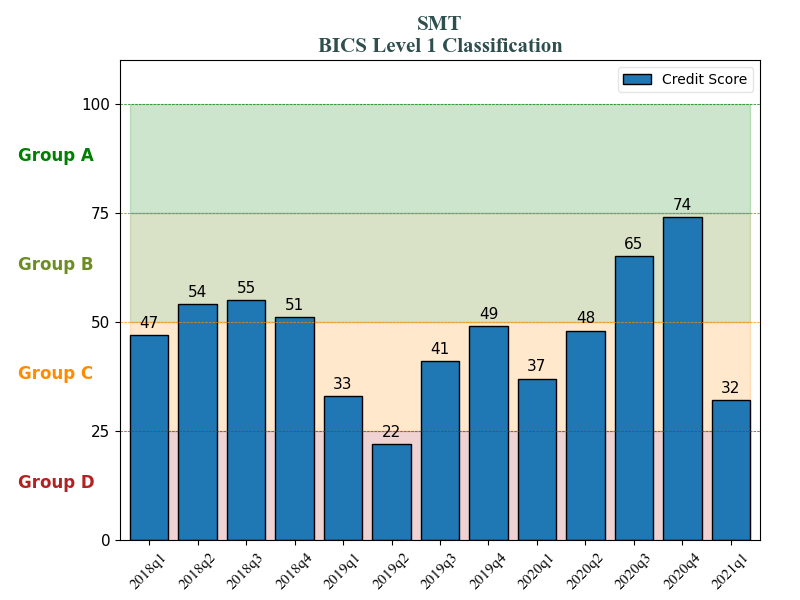 SMT
BICS Level 1 Classification
Credit Score
100
Group A
75
74
65
Group B
54
55
51
50
47
49
48
41
Group C
37
33
32
25
22
Group D
0
2018q1
2018q2
2018q3
2018q4
2019q1
2019q2
2019q3
2019q4
2020q1
2020q2
2020q3
2020q4
2021q1